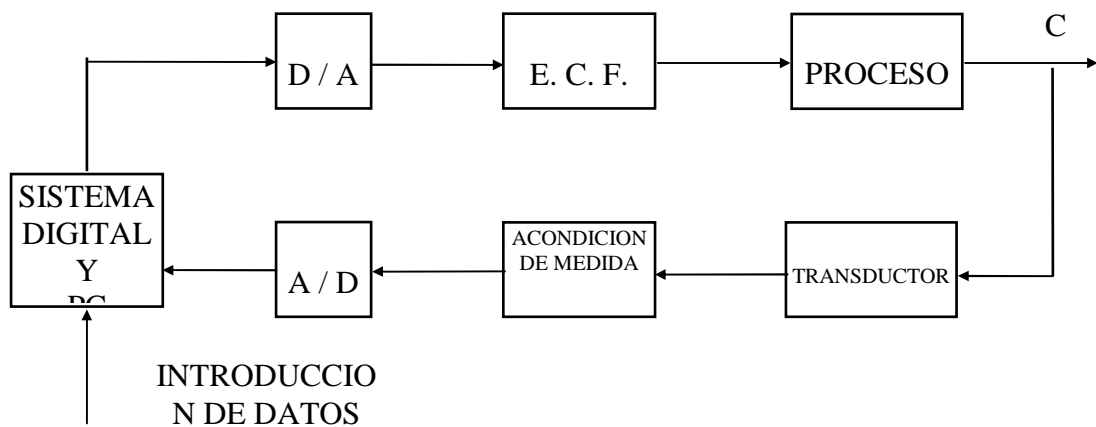 C
D / A
E. C. F.
PROCESO
SISTEMA
DIGITAL
Y
A / D
ACONDICION
DE MEDIDA
TRANSDUCTOR
INTRODUCCIO
N DE DATOS